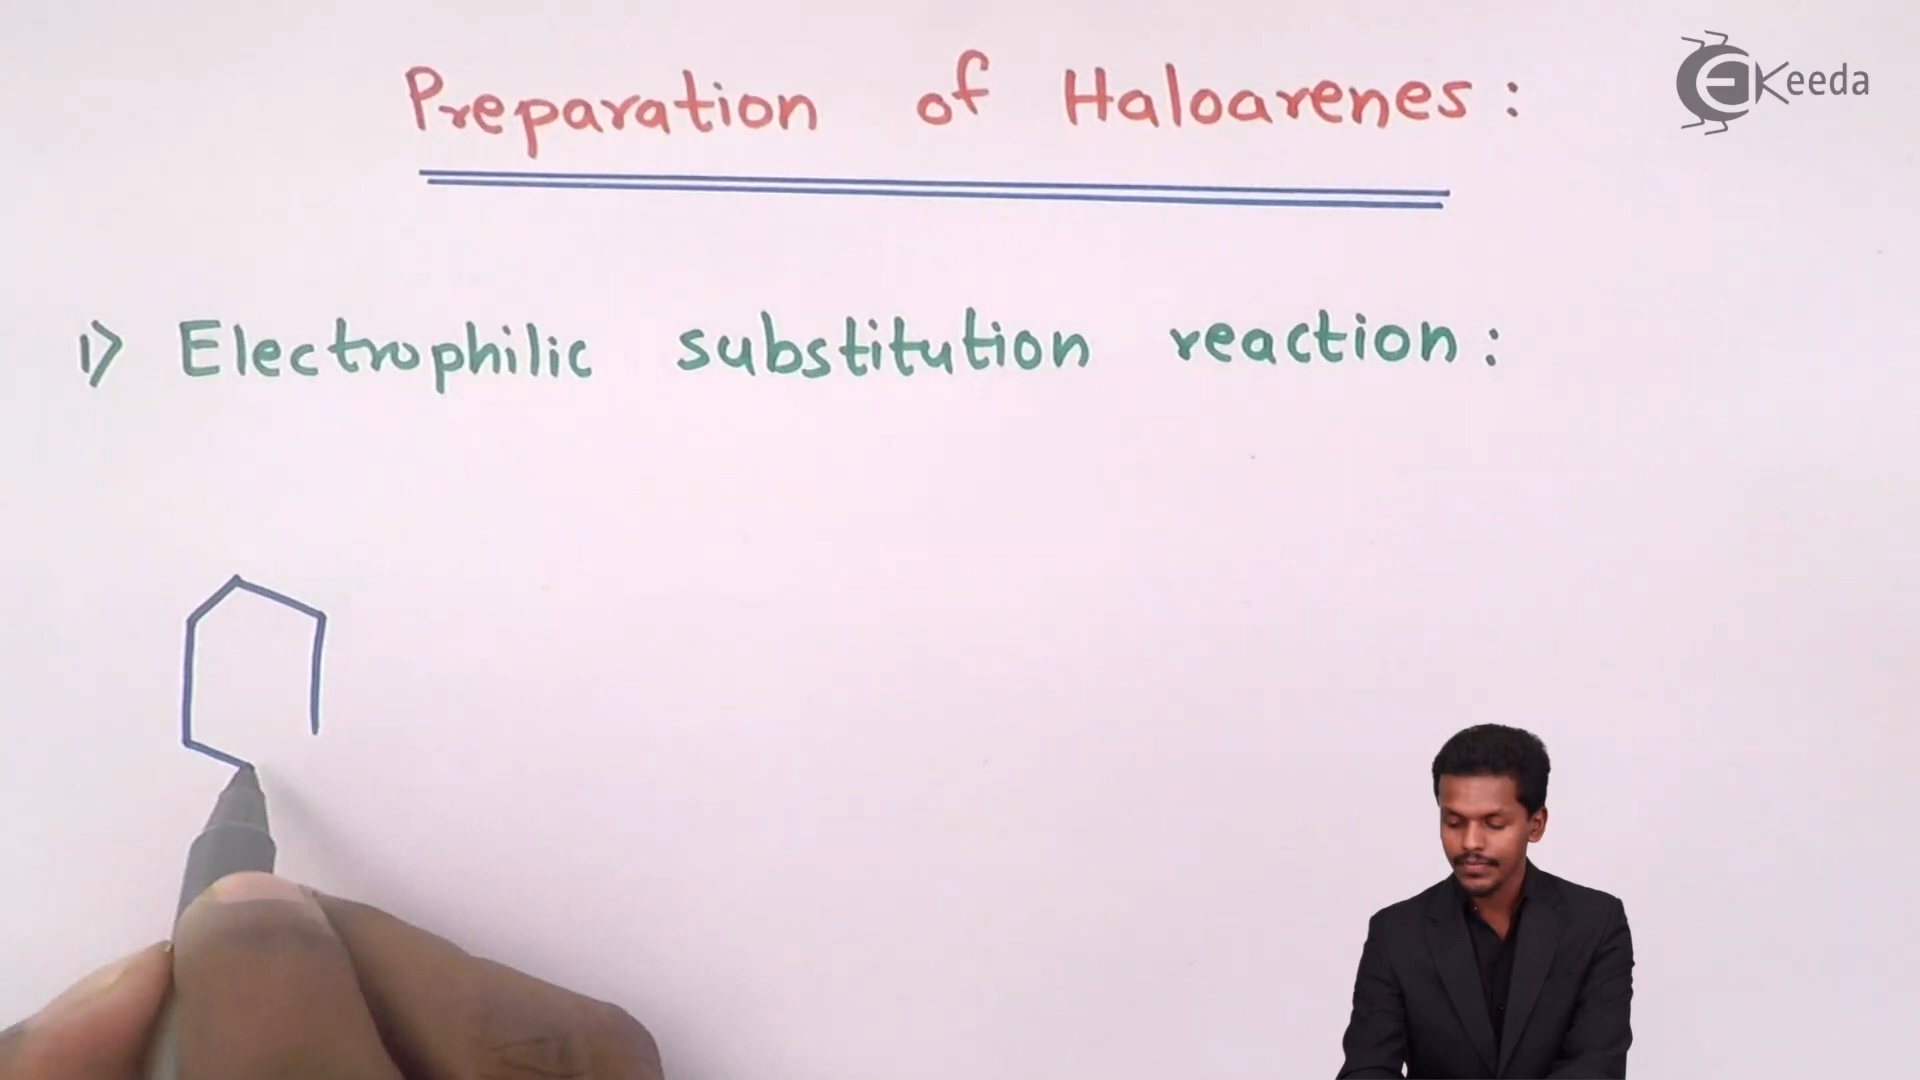 Preparation of Haloarenes:
EKeeda
1) Electrophilic substitution reaction: